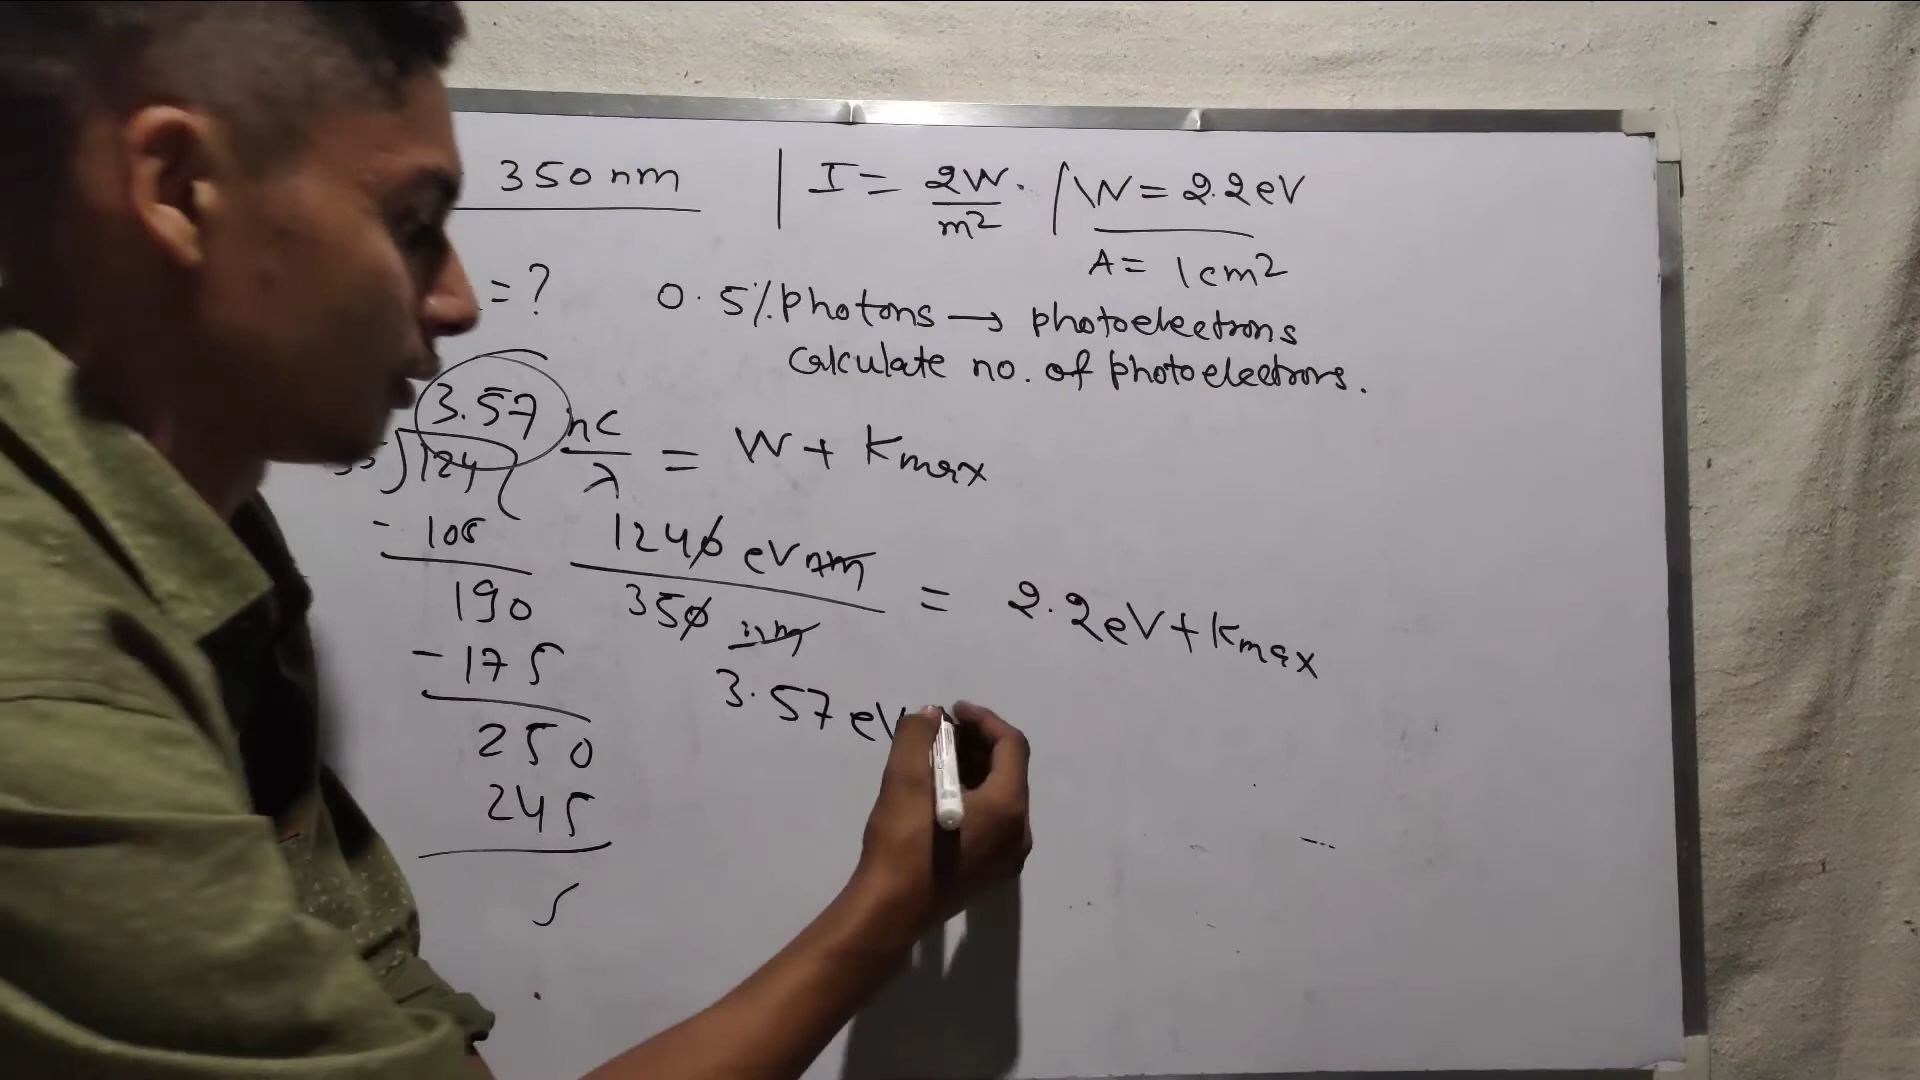 350 nm | I = 2W/m² | W = 2.2eV
A = 1cm²
= ? 0.5% photons → photoelectrons
Calculate no. of photoelectrons.
3.57
124
hc/λ = W + Kmax
- 105
1240 eV nm / 350 nm = 2.2eV + Kmax
190
- 175
3.57 eV
250
245
5